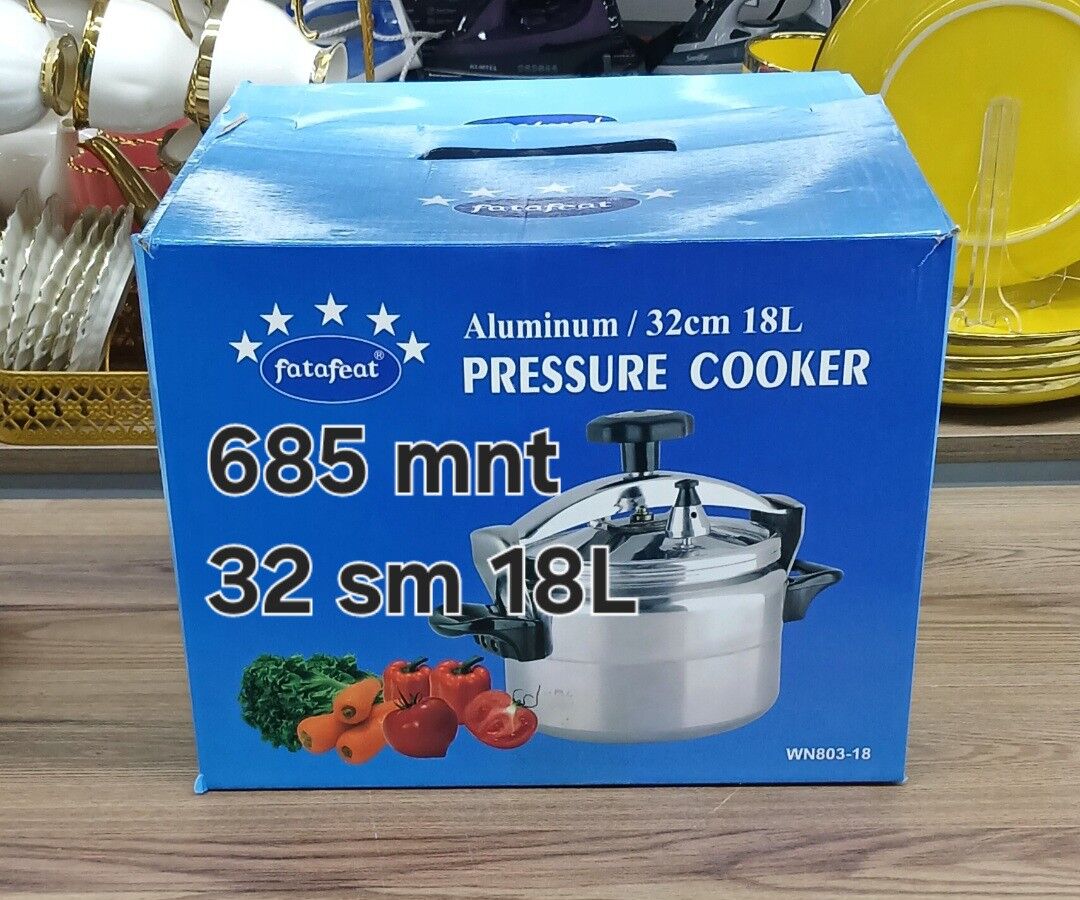 fatafeat
fatafeat®
Aluminum / 32cm 18L
PRESSURE COOKER
685 mnt
32 sm 18L
WN803-18